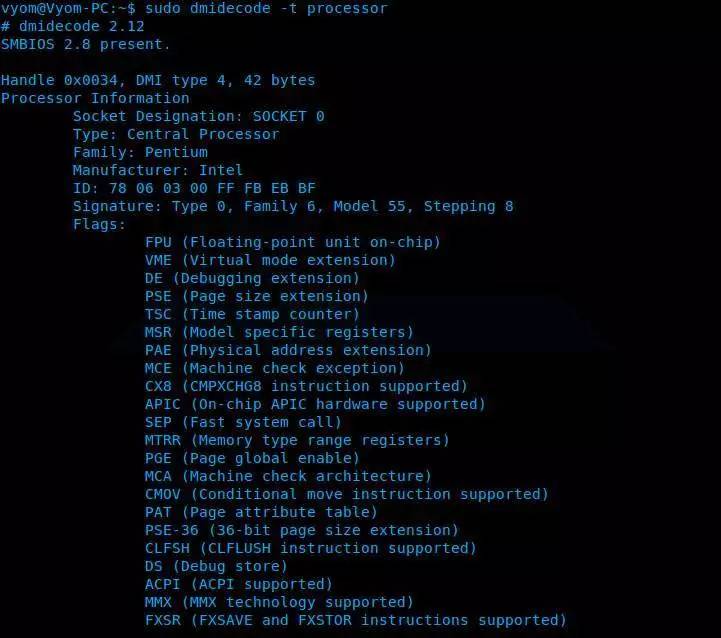 vyom@Vyom-PC:~$ sudo dmidecode -t processor
# dmidecode 2.12
SMBIOS 2.8 present.
Handle 0x0034, DMI type 4, 42 bytes
Processor Information
Socket Designation: SOCKET 0
Type: Central Processor
Family: Pentium
Manufacturer: Intel
ID: 78 06 03 00 FF FB EB BF
Signature: Type 0, Family 6, Model 55, Stepping 8
Flags:
FPU (Floating-point unit on-chip)
VME (Virtual mode extension)
DE (Debugging extension)
PSE (Page size extension)
TSC (Time stamp counter)
MSR (Model specific registers)
PAE (Physical address extension)
MCE (Machine check exception)
CX8 (CMPXCHG8 instruction supported)
APIC (On-chip APIC hardware supported)
SEP (Fast system call)
MTRR (Memory type range registers)
PGE (Page global enable)
MCA (Machine check architecture)
CMOV (Conditional move instruction supported)
PAT (Page attribute table)
PSE-36 (36-bit page size extension)
CLFSH (CLFLUSH instruction supported)
DS (Debug store)
ACPI (ACPI supported)
MMX (MMX technology supported)
FXSR (FXSAVE and FXSTOR instructions supported)